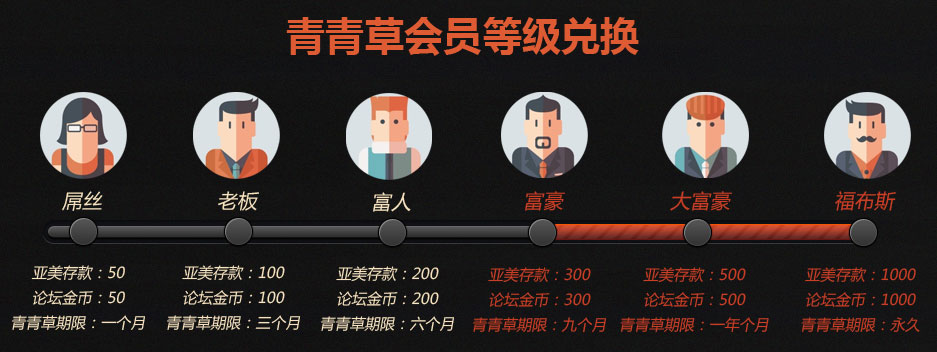 青青草会员等级兑换
屌丝 老板 富人 富豪 大富豪 福布斯
亚美存款：50 亚美存款：100 亚美存款：200 亚美存款：300 亚美存款：500 亚美存款：1000
论坛金币：50 论坛金币：100 论坛金币：200 论坛金币：300 论坛金币：500 论坛金币：1000
青青草期限：一个月 青青草期限：三个月 青青草期限：六个月 青青草期限：九个月 青青草期限：一年个月 青青草期限：永久